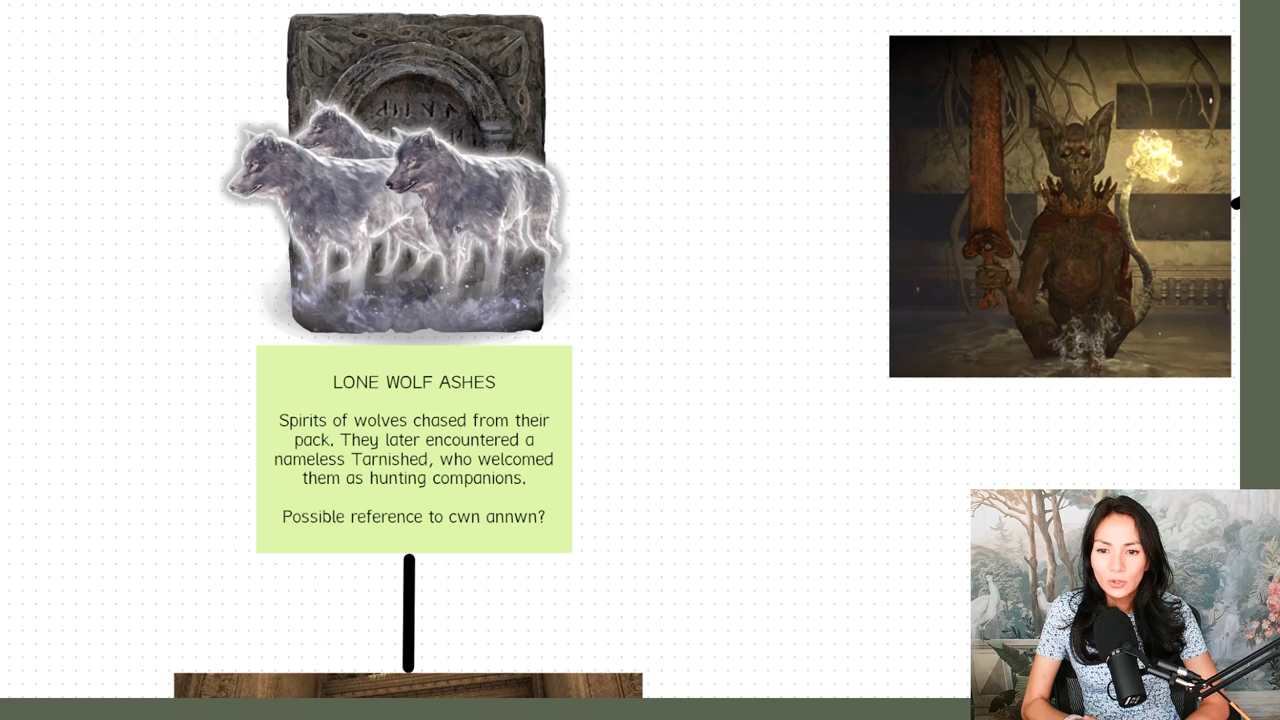 LONE WOLF ASHES
Spirits of wolves chased from their
pack. They later encountered a
nameless Tarnished, who welcomed
them as hunting companions.
Possible reference to cwn annwn?